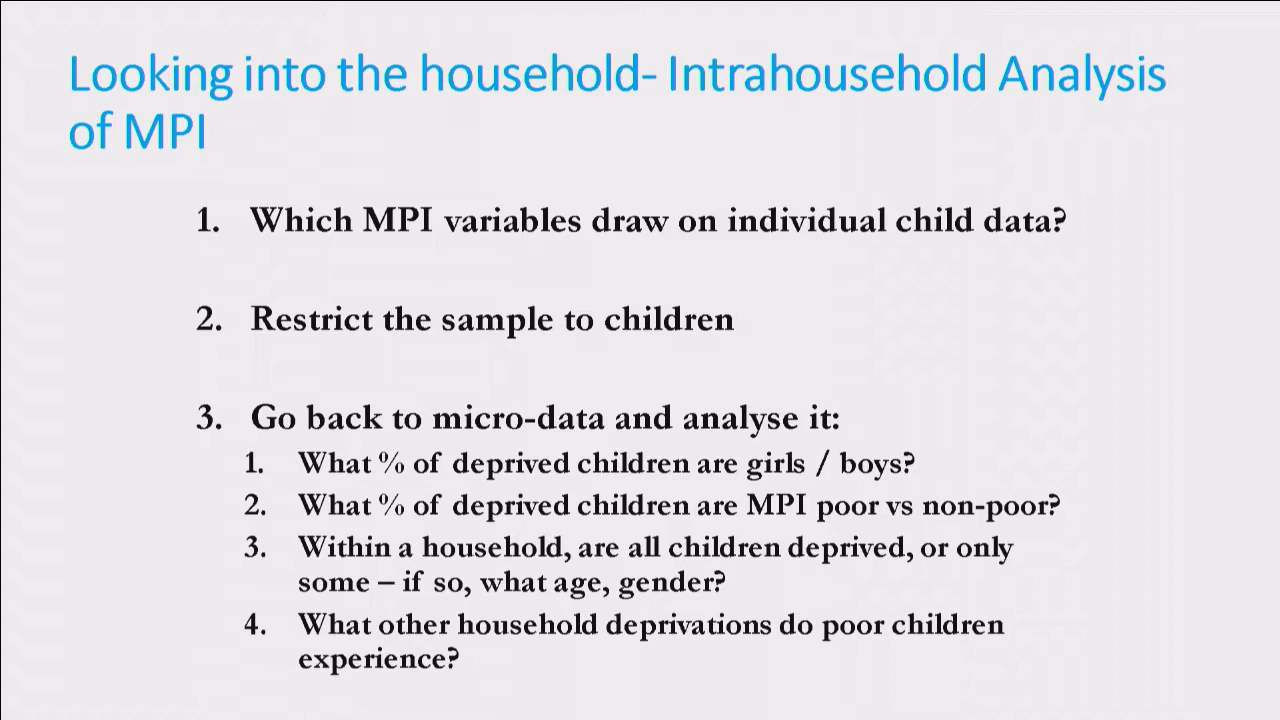 Looking into the household- Intrahousehold Analysis
of MPI
1. Which MPI variables draw on individual child data?
2. Restrict the sample to children
3. Go back to micro-data and analyse it:
1. What % of deprived children are girls / boys?
2. What % of deprived children are MPI poor vs non-poor?
3. Within a household, are all children deprived, or only
some – if so, what age, gender?
4. What other household deprivations do poor children
experience?